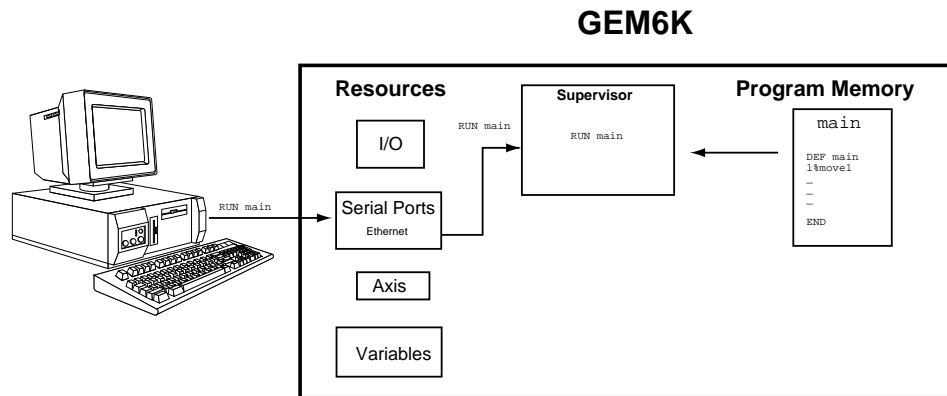 GEM6K
Resources
Supervisor
Program Memory
RUN main
RUN main
RUN main
I/O
Serial Ports
Ethernet
Axis
Variables
main
DEF main
1%move1
_
_
_
END